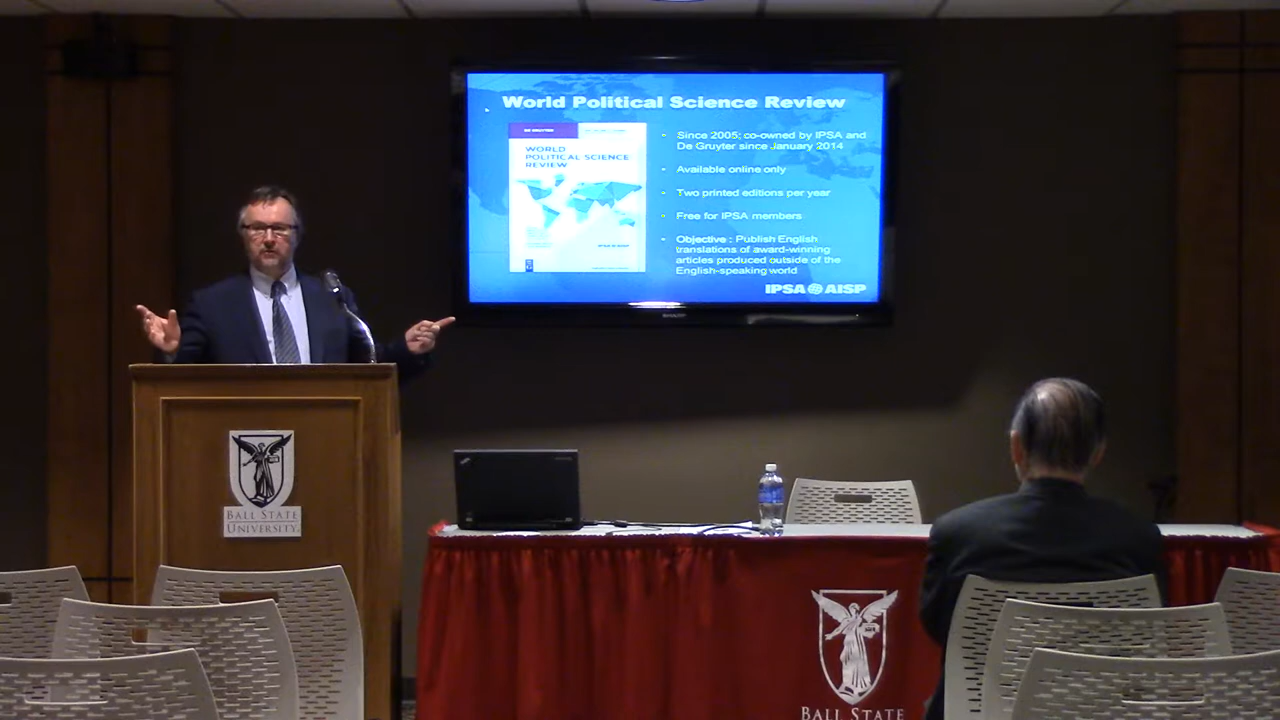 World Political Science Review
WORLD
POLITICAL SCIENCE
REVIEW
Since 2005; co-owned by IPSA and
De Gruyter since January 2014
Available online only
Two printed editions per year
Free for IPSA members
Objective : Publish English
translations of award-winning
articles produced outside of the
English-speaking world
IPSA AISP
SHARP
BALL STATE
UNIVERSITY
BALL STATE